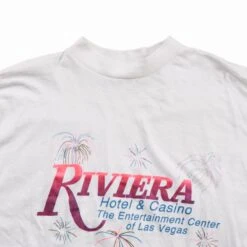 RIVIERA
Hotel & Casino
The Entertainment Center
of Las Vegas